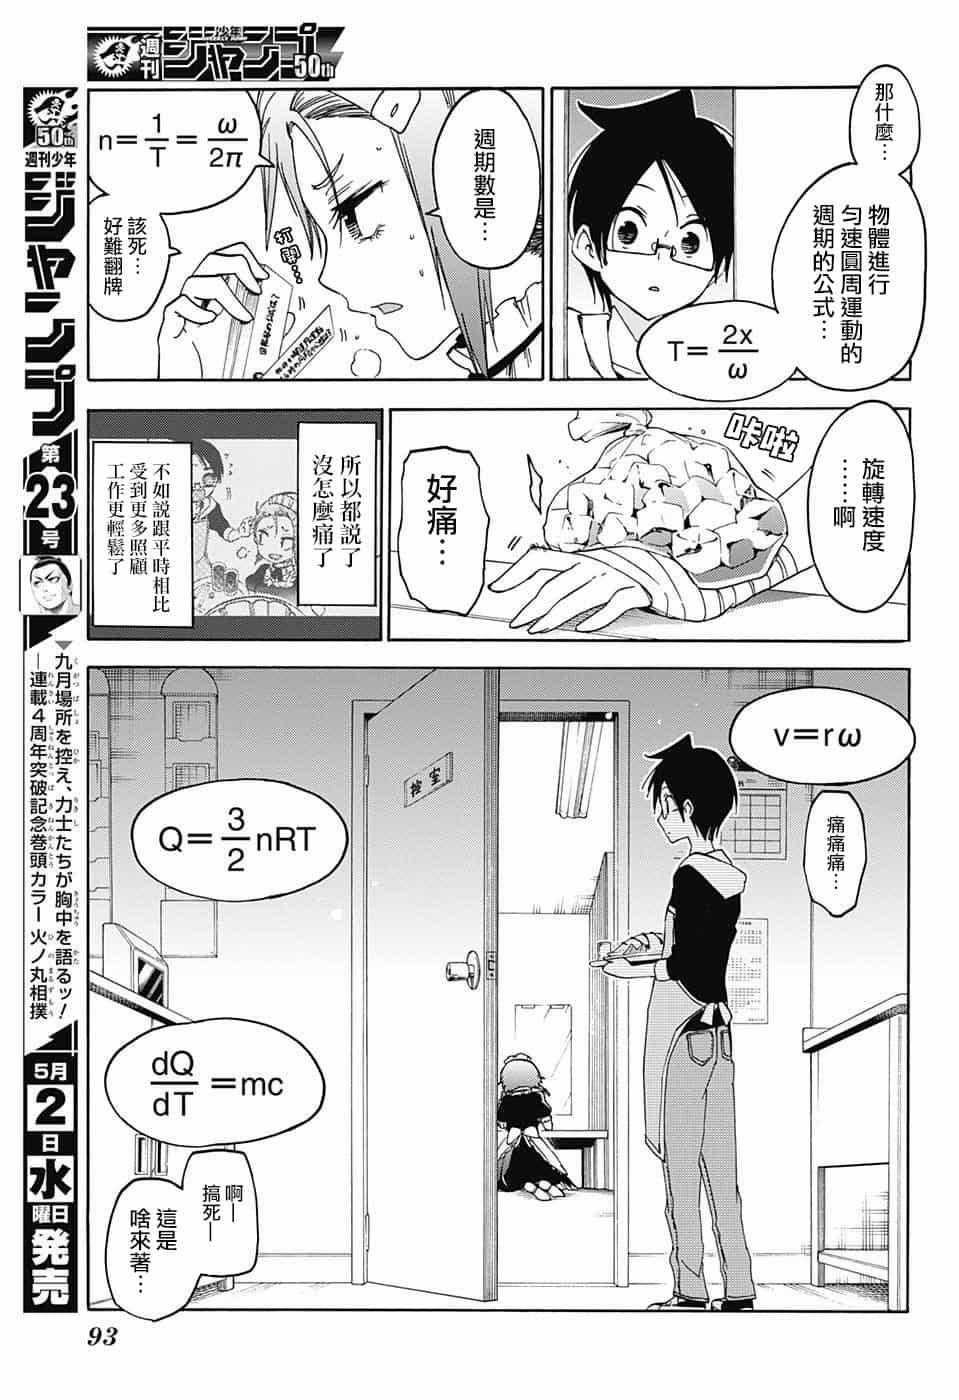 週刊
少年
ジャンプ
50th
那什麼…
物體進行
勻速圓周運動的
週期的公式…
T=2x/ω
週期數是…
打開…
n=1/T=ω/2π
該死…
好難翻牌
旋轉速度
……啊
咔啦
好痛…
所以都說了
沒怎麼痛了
不如說跟平時相比
受到更多照顧
工作更輕鬆了
v=rω
痛痛痛…
控室
Q=3/2nRT
dQ/dT=mc
啊—
搞死—
這是
啥來著…
50th
週刊少年
ジャンプ
第
23
号
▼九月場所を控え、力士たちが胸中を語るッ!
—連載4周年突破記念巻頭カラー火ノ丸相撲
5月
2
日
水
曜日
発売
93